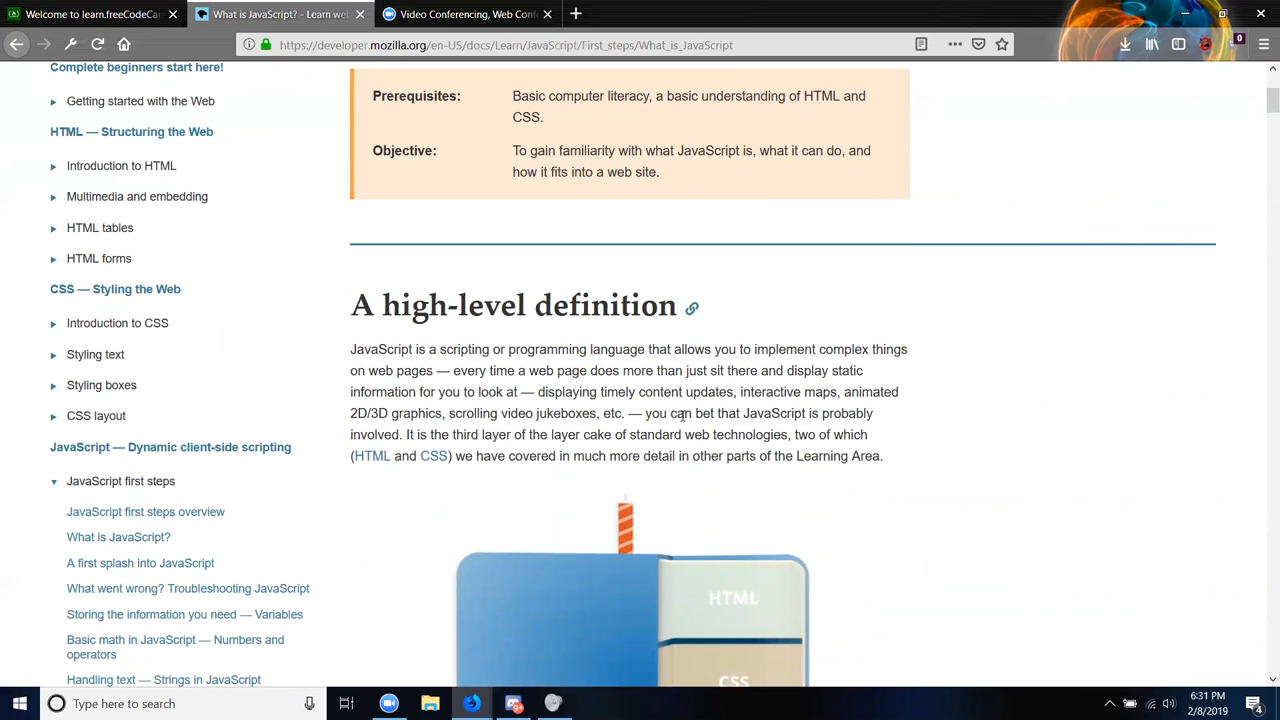 Welcome to learn.freeCodeCa
What is JavaScript? - Learn web
Video Conferencing, Web Conf
https://developer.mozilla.org/en-US/docs/Learn/JavaScript/First_steps/What_is_JavaScript
0
Complete beginners start here!
Getting started with the Web
HTML — Structuring the Web
Introduction to HTML
Multimedia and embedding
HTML tables
HTML forms
CSS — Styling the Web
Introduction to CSS
Styling text
Styling boxes
CSS layout
JavaScript — Dynamic client-side scripting
JavaScript first steps
JavaScript first steps overview
What is JavaScript?
A first splash into JavaScript
What went wrong? Troubleshooting JavaScript
Storing the information you need — Variables
Basic math in JavaScript — Numbers and
operators
Handling text — Strings in JavaScript
Prerequisites: Basic computer literacy, a basic understanding of HTML and
CSS.
Objective: To gain familiarity with what JavaScript is, what it can do, and
how it fits into a web site.
A high-level definition
JavaScript is a scripting or programming language that allows you to implement complex things
on web pages — every time a web page does more than just sit there and display static
information for you to look at — displaying timely content updates, interactive maps, animated
2D/3D graphics, scrolling video jukeboxes, etc. — you can bet that JavaScript is probably
involved. It is the third layer of the layer cake of standard web technologies, two of which
(HTML and CSS) we have covered in much more detail in other parts of the Learning Area.
HTML
CSS
Type here to search
6:31 PM
2/8/2019
4